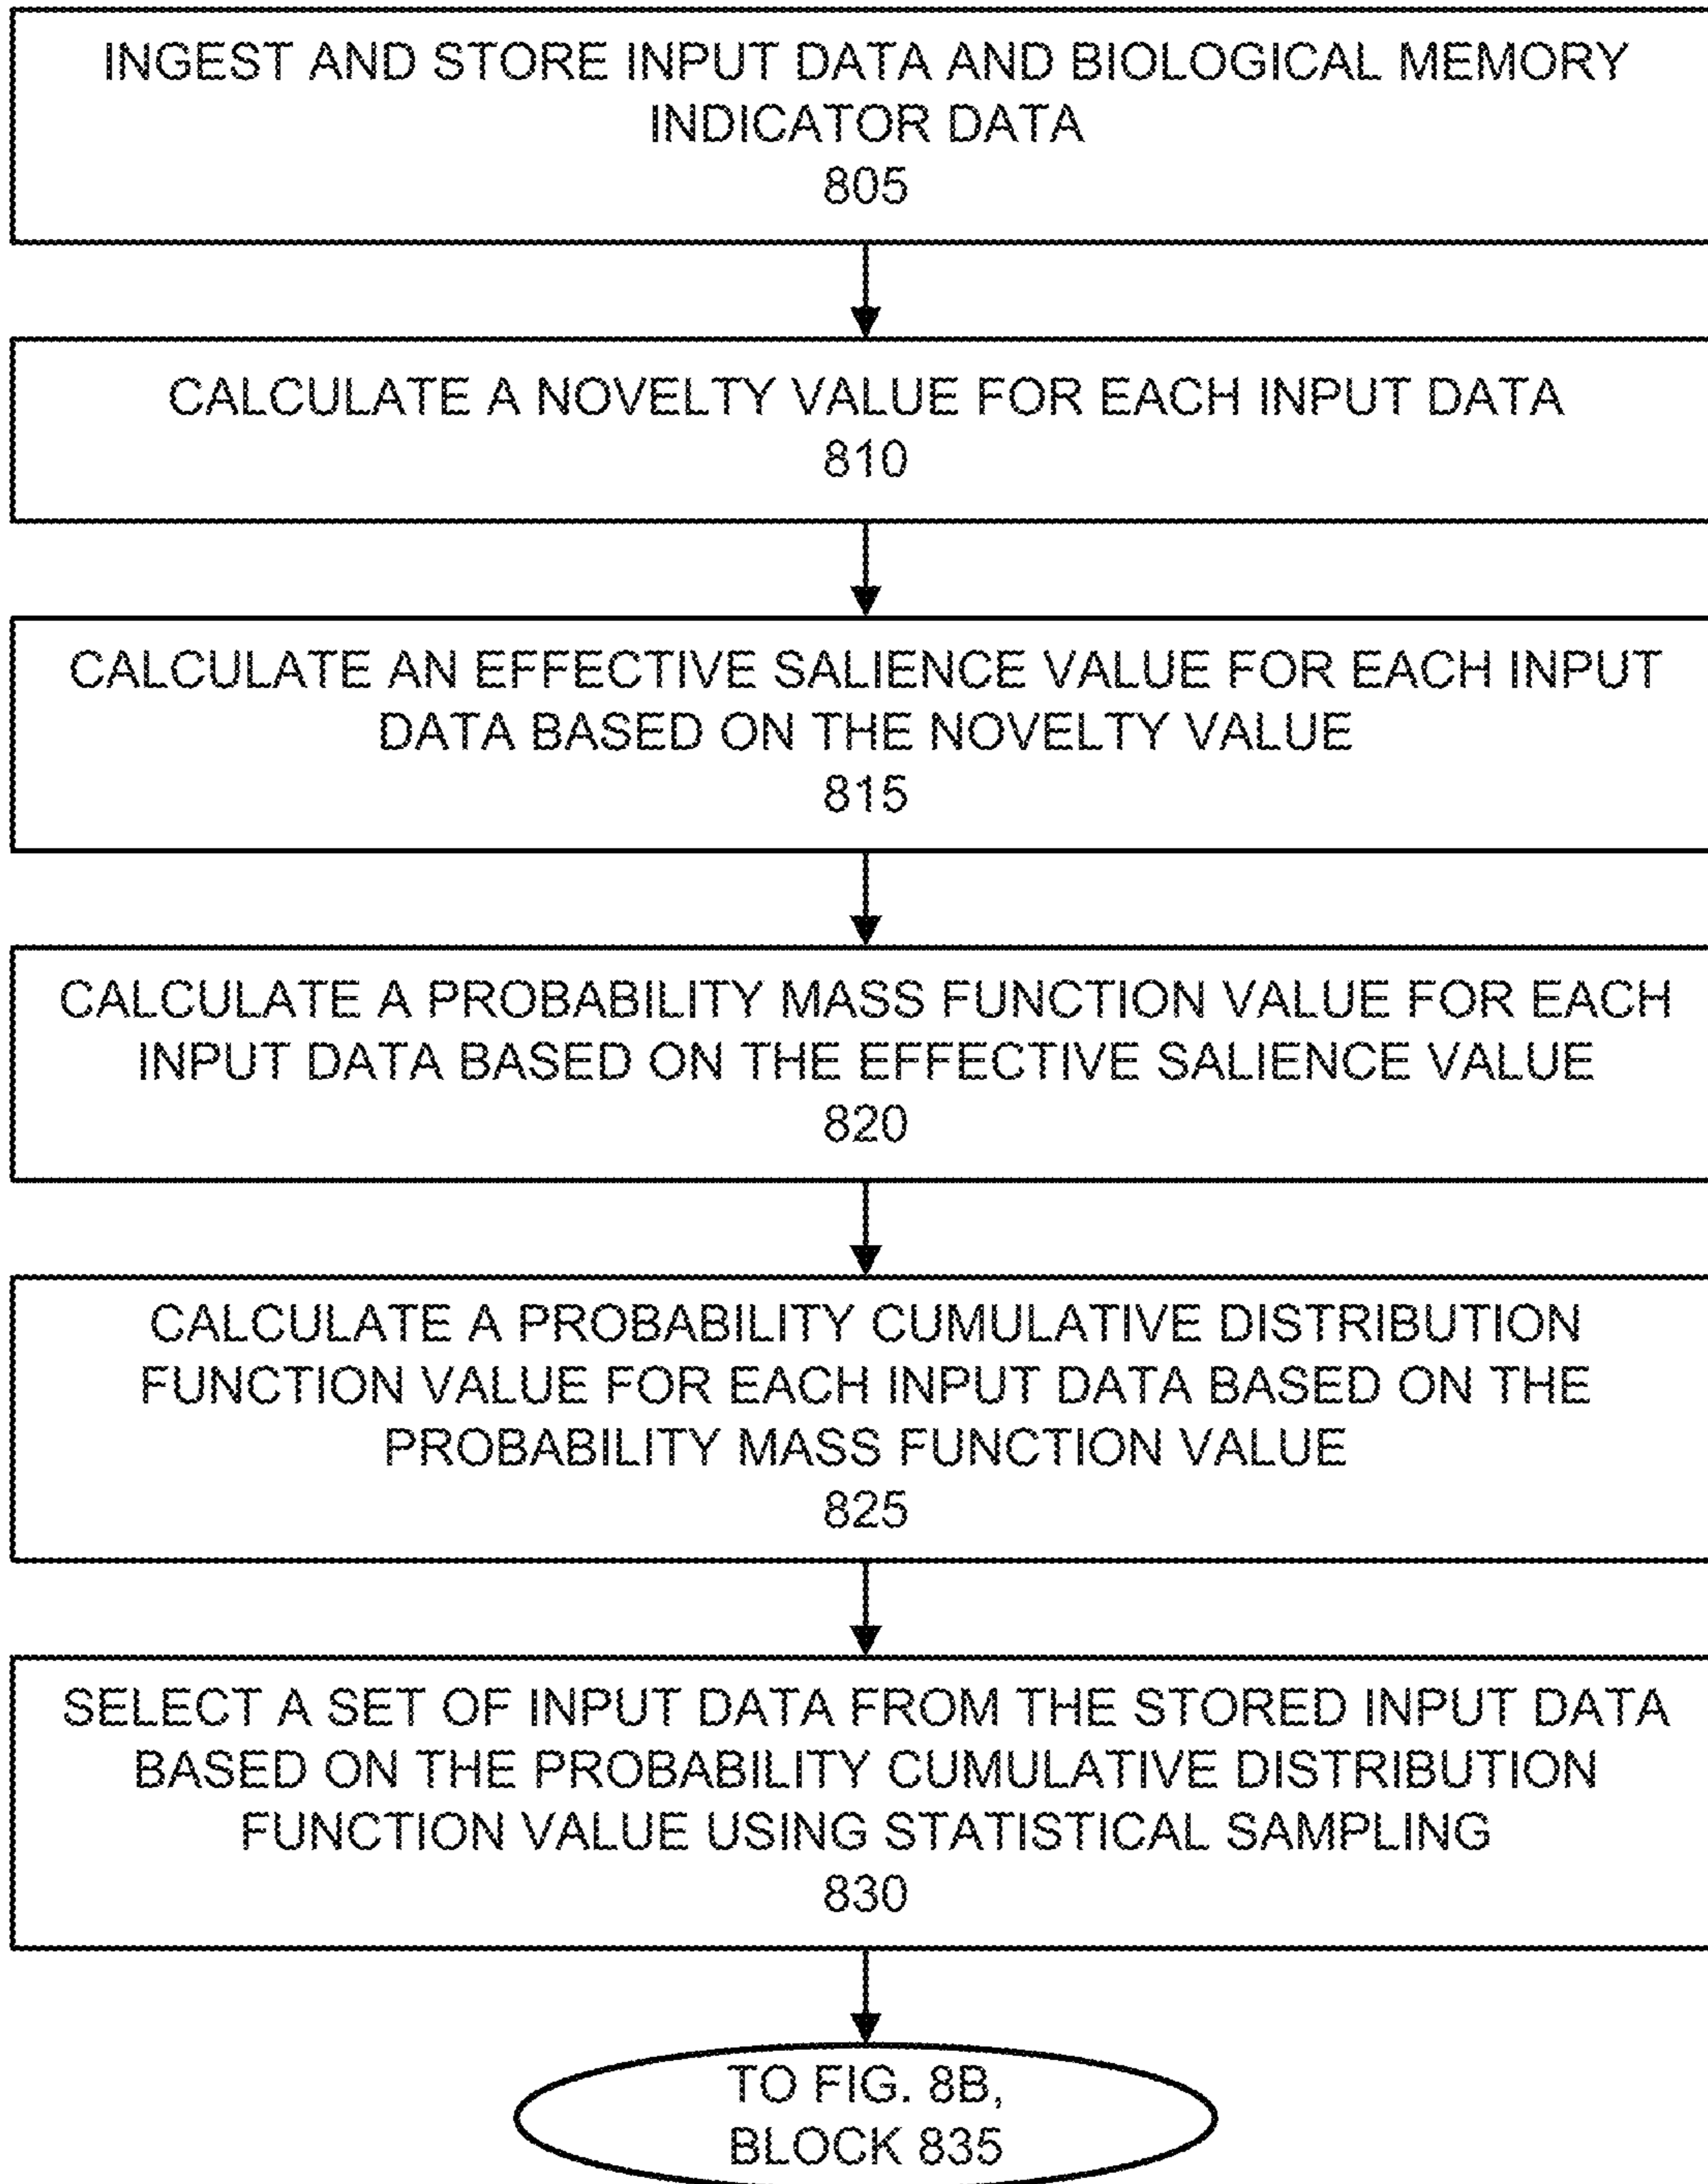 INGEST AND STORE INPUT DATA AND BIOLOGICAL MEMORY
INDICATOR DATA
805
CALCULATE A NOVELTY VALUE FOR EACH INPUT DATA
810
CALCULATE AN EFFECTIVE SALIENCE VALUE FOR EACH INPUT
DATA BASED ON THE NOVELTY VALUE
815
CALCULATE A PROBABILITY MASS FUNCTION VALUE FOR EACH
INPUT DATA BASED ON THE EFFECTIVE SALIENCE VALUE
820
CALCULATE A PROBABILITY CUMULATIVE DISTRIBUTION
FUNCTION VALUE FOR EACH INPUT DATA BASED ON THE
PROBABILITY MASS FUNCTION VALUE
825
SELECT A SET OF INPUT DATA FROM THE STORED INPUT DATA
BASED ON THE PROBABILITY CUMULATIVE DISTRIBUTION
FUNCTION VALUE USING STATISTICAL SAMPLING
830
TO FIG. 8B,
BLOCK 835